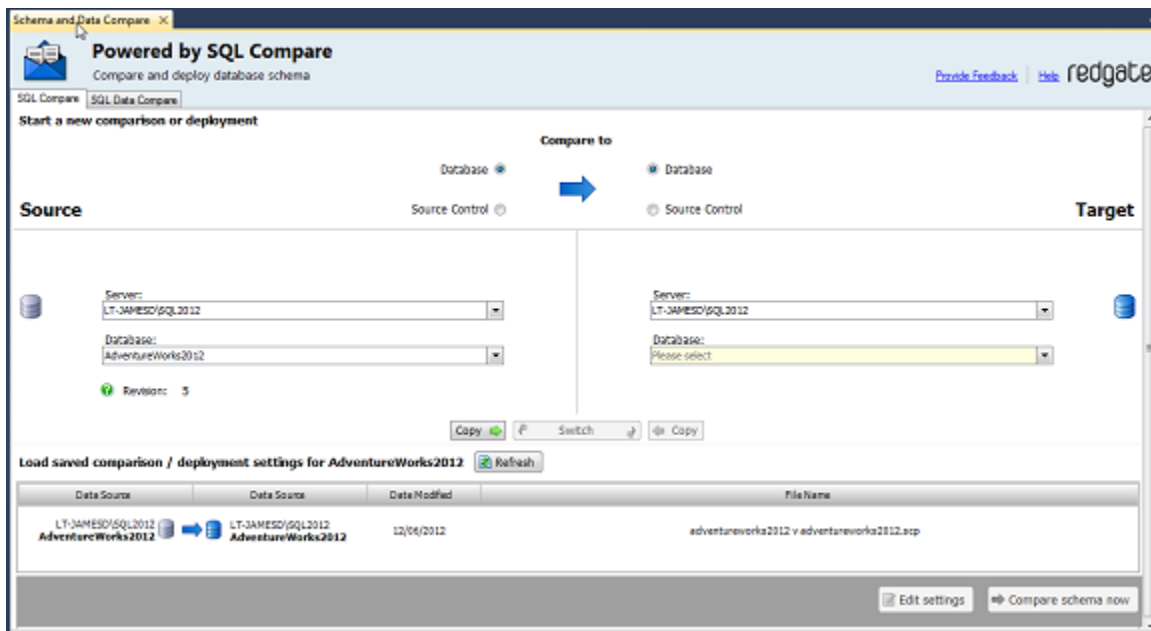 Schema and Data Compare
Powered by SQL Compare
Compare and deploy database schema
Provide Feedback Help redgate
SQL Compare SQL Data Compare
Start a new comparison or deployment
Compare to
Database Database
Source Source Control Source Control Target
Server: Server:
LT-JAMESD\SQL2012 LT-JAMESD\SQL2012
Database: Database:
AdventureWorks2012 Please select
Revision: 5
Copy Switch Copy
Load saved comparison / deployment settings for AdventureWorks2012 Refresh
Data Source Data Source Date Modified File Name
LT-JAMESD\SQL2012 LT-JAMESD\SQL2012
AdventureWorks2012 AdventureWorks2012 12/06/2012 adventureworks2012 v adventureworks2012.scp
Edit settings Compare schema now